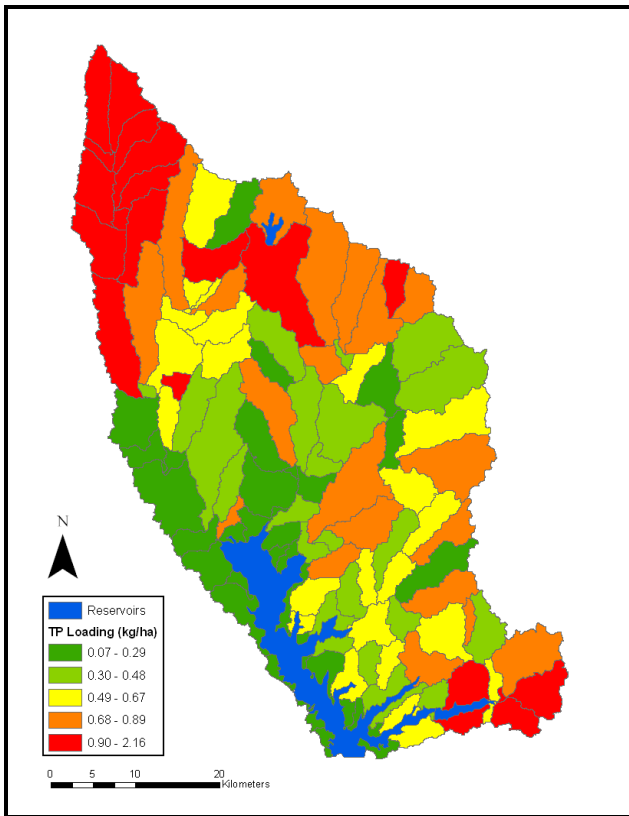 N
Reservoirs
TP Loading (kg/ha)
0.07 - 0.29
0.30 - 0.48
0.49 - 0.67
0.68 - 0.89
0.90 - 2.16
0 5 10 20
Kilometers